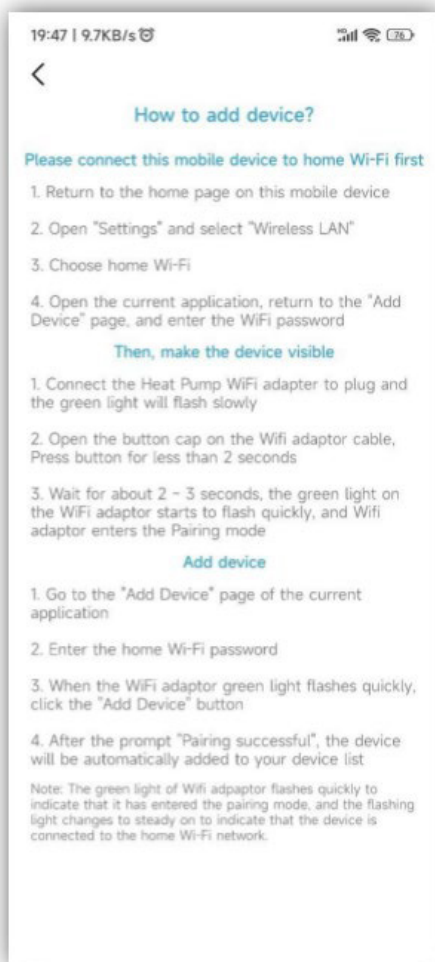 19:47 | 9.7KB/s
HD
76
How to add device?
Please connect this mobile device to home Wi-Fi first
1. Return to the home page on this mobile device
2. Open "Settings" and select "Wireless LAN"
3. Choose home Wi-Fi
4. Open the current application, return to the "Add
Device" page, and enter the WiFi password
Then, make the device visible
1. Connect the Heat Pump WiFi adapter to plug and
the green light will flash slowly
2. Open the button cap on the Wifi adaptor cable,
Press button for less than 2 seconds
3. Wait for about 2 - 3 seconds, the green light on
the WiFi adaptor starts to flash quickly, and Wifi
adaptor enters the Pairing mode
Add device
1. Go to the "Add Device" page of the current
application
2. Enter the home Wi-Fi password
3. When the WiFi adaptor green light flashes quickly,
click the "Add Device" button
4. After the prompt "Pairing successful", the device
will be automatically added to your device list
Note: The green light of Wifi adpaptor flashes quickly to
indicate that it has entered the pairing mode, and the flashing
light changes to steady on to indicate that the device is
connected to the home Wi-Fi network.